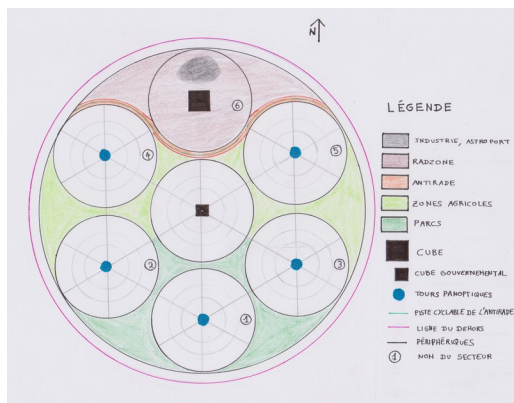 N
⑥
④
⑤
②
③
①
LÉGENDE
INDUSTRIE, ASTROPORT
RADZONE
ANTIRADE
ZONES AGRICOLES
PARCS
CUBE
CUBE GOUVERNEMENTAL
TOURS PANOPTIQUES
PISTE CYCLABLE DE L'ANTIRADE
LIGNE DU DEHORS
PÉRIPHÉRIQUES
① NON DU SECTEUR